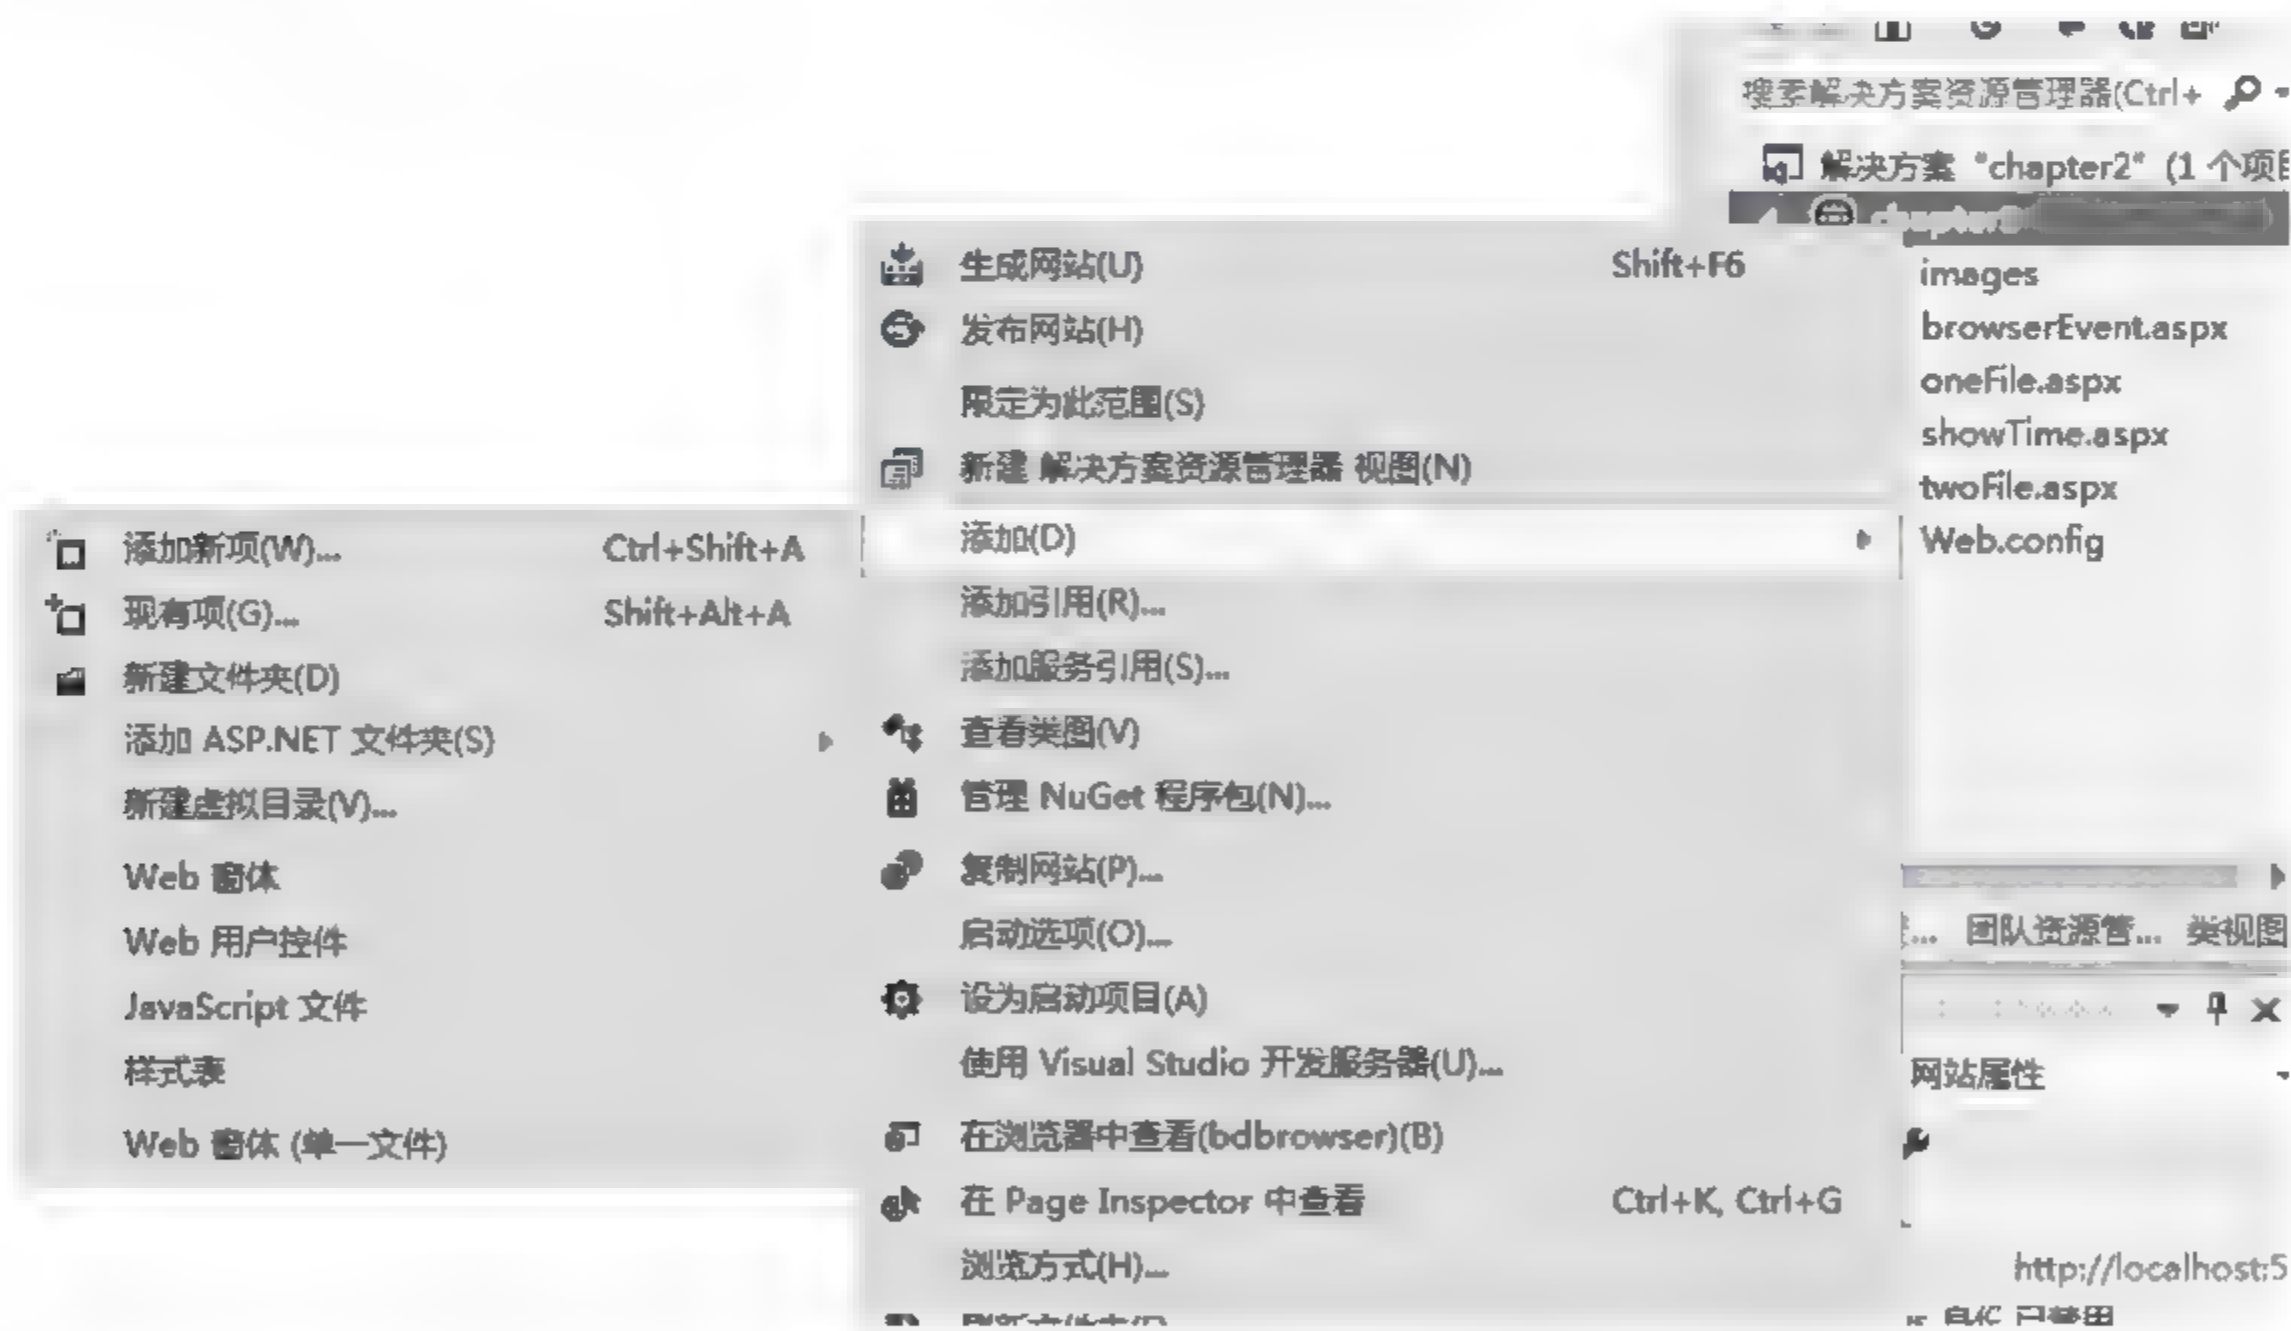 搜索解决方案资源管理器(Ctrl+
解决方案 "chapter2" (1 个项目
images
browserEvent.aspx
oneFile.aspx
showTime.aspx
twoFile.aspx
Web.config
生成网站(U) Shift+F6
发布网站(H)
限定为此范围(S)
新建 解决方案资源管理器 视图(N)
添加(D)
添加引用(R)...
添加服务引用(S)...
查看类图(V)
管理 NuGet 程序包(N)...
复制网站(P)...
启动选项(O)...
设为启动项目(A)
使用 Visual Studio 开发服务器(U)...
在浏览器中查看(bdbrowser)(B)
在 Page Inspector 中查看 Ctrl+K, Ctrl+G
浏览方式(H)...
添加新项(W)... Ctrl+Shift+A
现有项(G)... Shift+Alt+A
新建文件夹(D)
添加 ASP.NET 文件夹(S)
新建虚拟目录(V)...
Web 窗体
Web 用户控件
JavaScript 文件
样式表
Web 窗体 (单一文件)
... 团队资源管... 类视图
网站属性
http://localhost:5